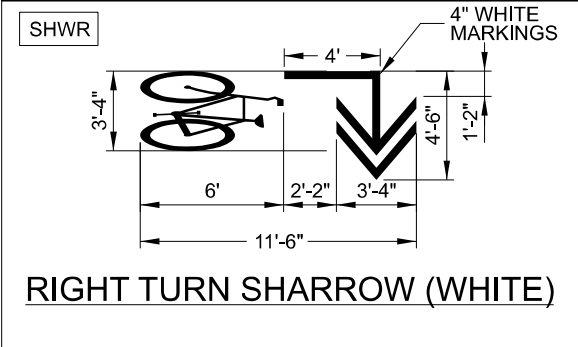 SHWR
4" WHITE
MARKINGS
4'
3'-4"
4'-6"
1'-2"
6'
2'-2"
3'-4"
11'-6"
RIGHT TURN SHARROW (WHITE)